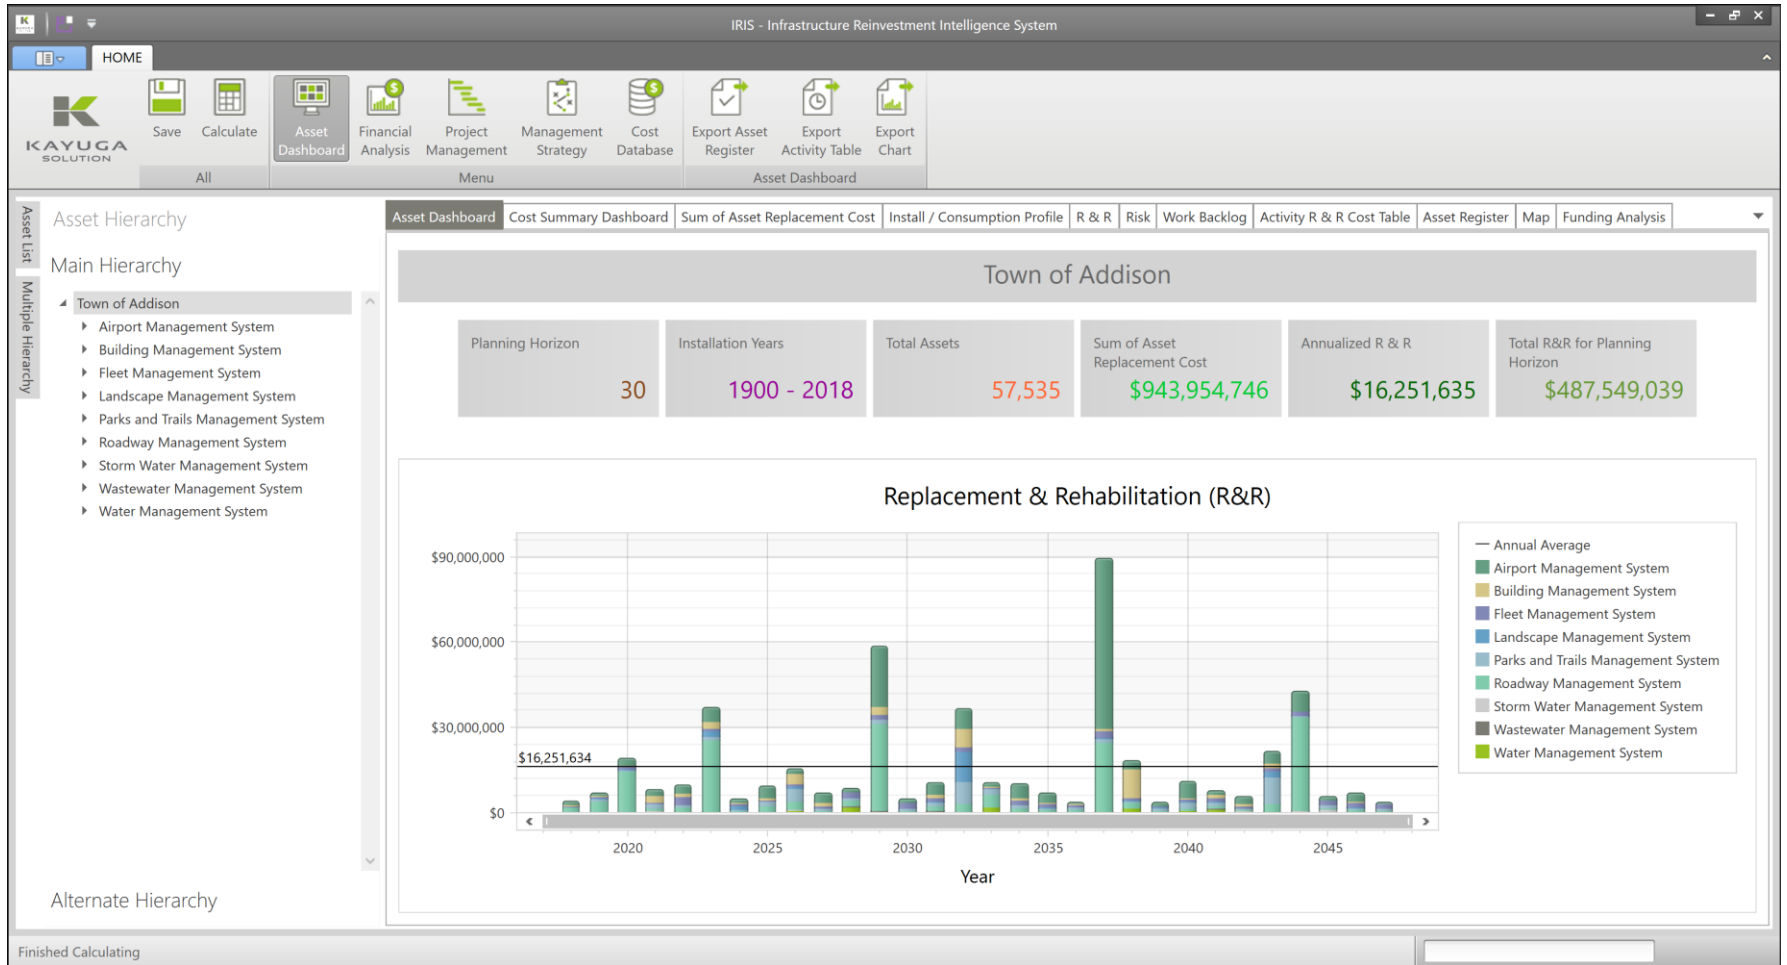 IRIS - Infrastructure Reinvestment Intelligence System
HOME
KAYUGA
SOLUTION
Save
Calculate
Asset
Dashboard
Financial
Analysis
Project
Management
Management
Strategy
Cost
Database
Export Asset
Register
Export
Activity Table
Export
Chart
All
Menu
Asset Dashboard
Asset List
Multiple Hierarchy
Asset Hierarchy
Main Hierarchy
Town of Addison
Airport Management System
Building Management System
Fleet Management System
Landscape Management System
Parks and Trails Management System
Roadway Management System
Storm Water Management System
Wastewater Management System
Water Management System
Alternate Hierarchy
Asset Dashboard
Cost Summary Dashboard
Sum of Asset Replacement Cost
Install / Consumption Profile
R & R
Risk
Work Backlog
Activity R & R Cost Table
Asset Register
Map
Funding Analysis
Town of Addison
Planning Horizon
30
Installation Years
1900 - 2018
Total Assets
57,535
Sum of Asset
Replacement Cost
$943,954,746
Annualized R & R
$16,251,635
Total R&R for Planning
Horizon
$487,549,039
Replacement & Rehabilitation (R&R)
$90,000,000
$60,000,000
$30,000,000
$16,251,634
$0
2020
2025
2030
2035
2040
2045
Year
Annual Average
Airport Management System
Building Management System
Fleet Management System
Landscape Management System
Parks and Trails Management System
Roadway Management System
Storm Water Management System
Wastewater Management System
Water Management System
Finished Calculating